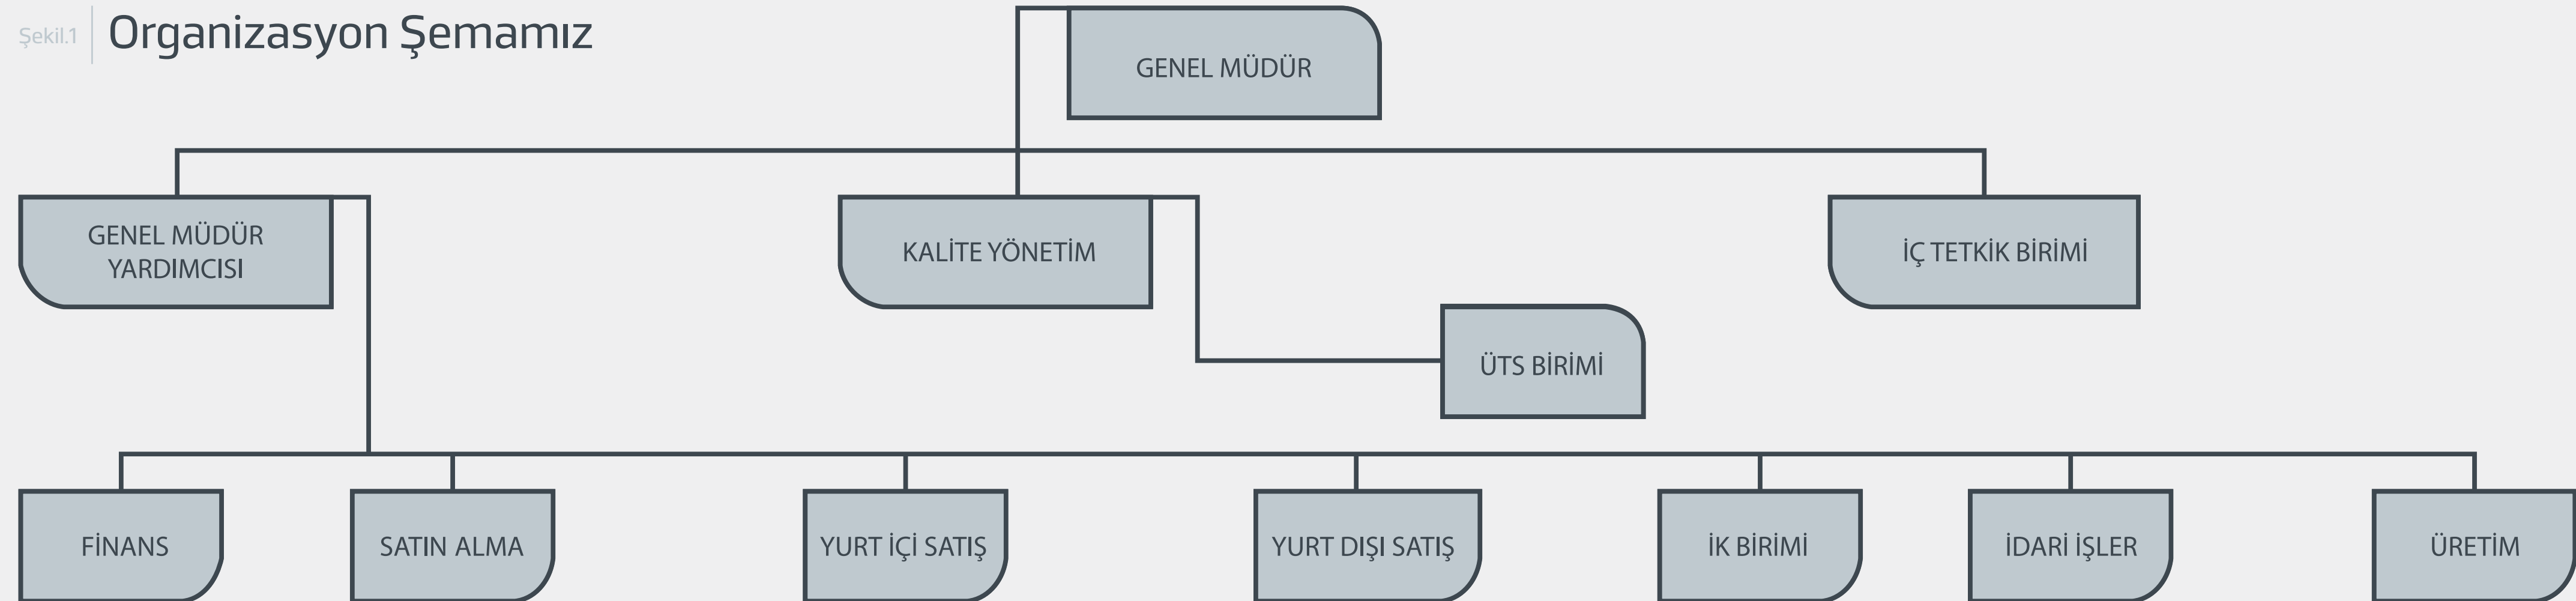 Şekil.1
Organizasyon Şemamız
GENEL MÜDÜR
GENEL MÜDÜR
YARDIMCISI
KALİTE YÖNETİM
İÇ TETKİK BİRİMİ
ÜTS BİRİMİ
FİNANS
SATIN ALMA
YURT İÇİ SATIŞ
YURT DIŞI SATIŞ
İK BİRİMİ
İDARİ İŞLER
ÜRETİM